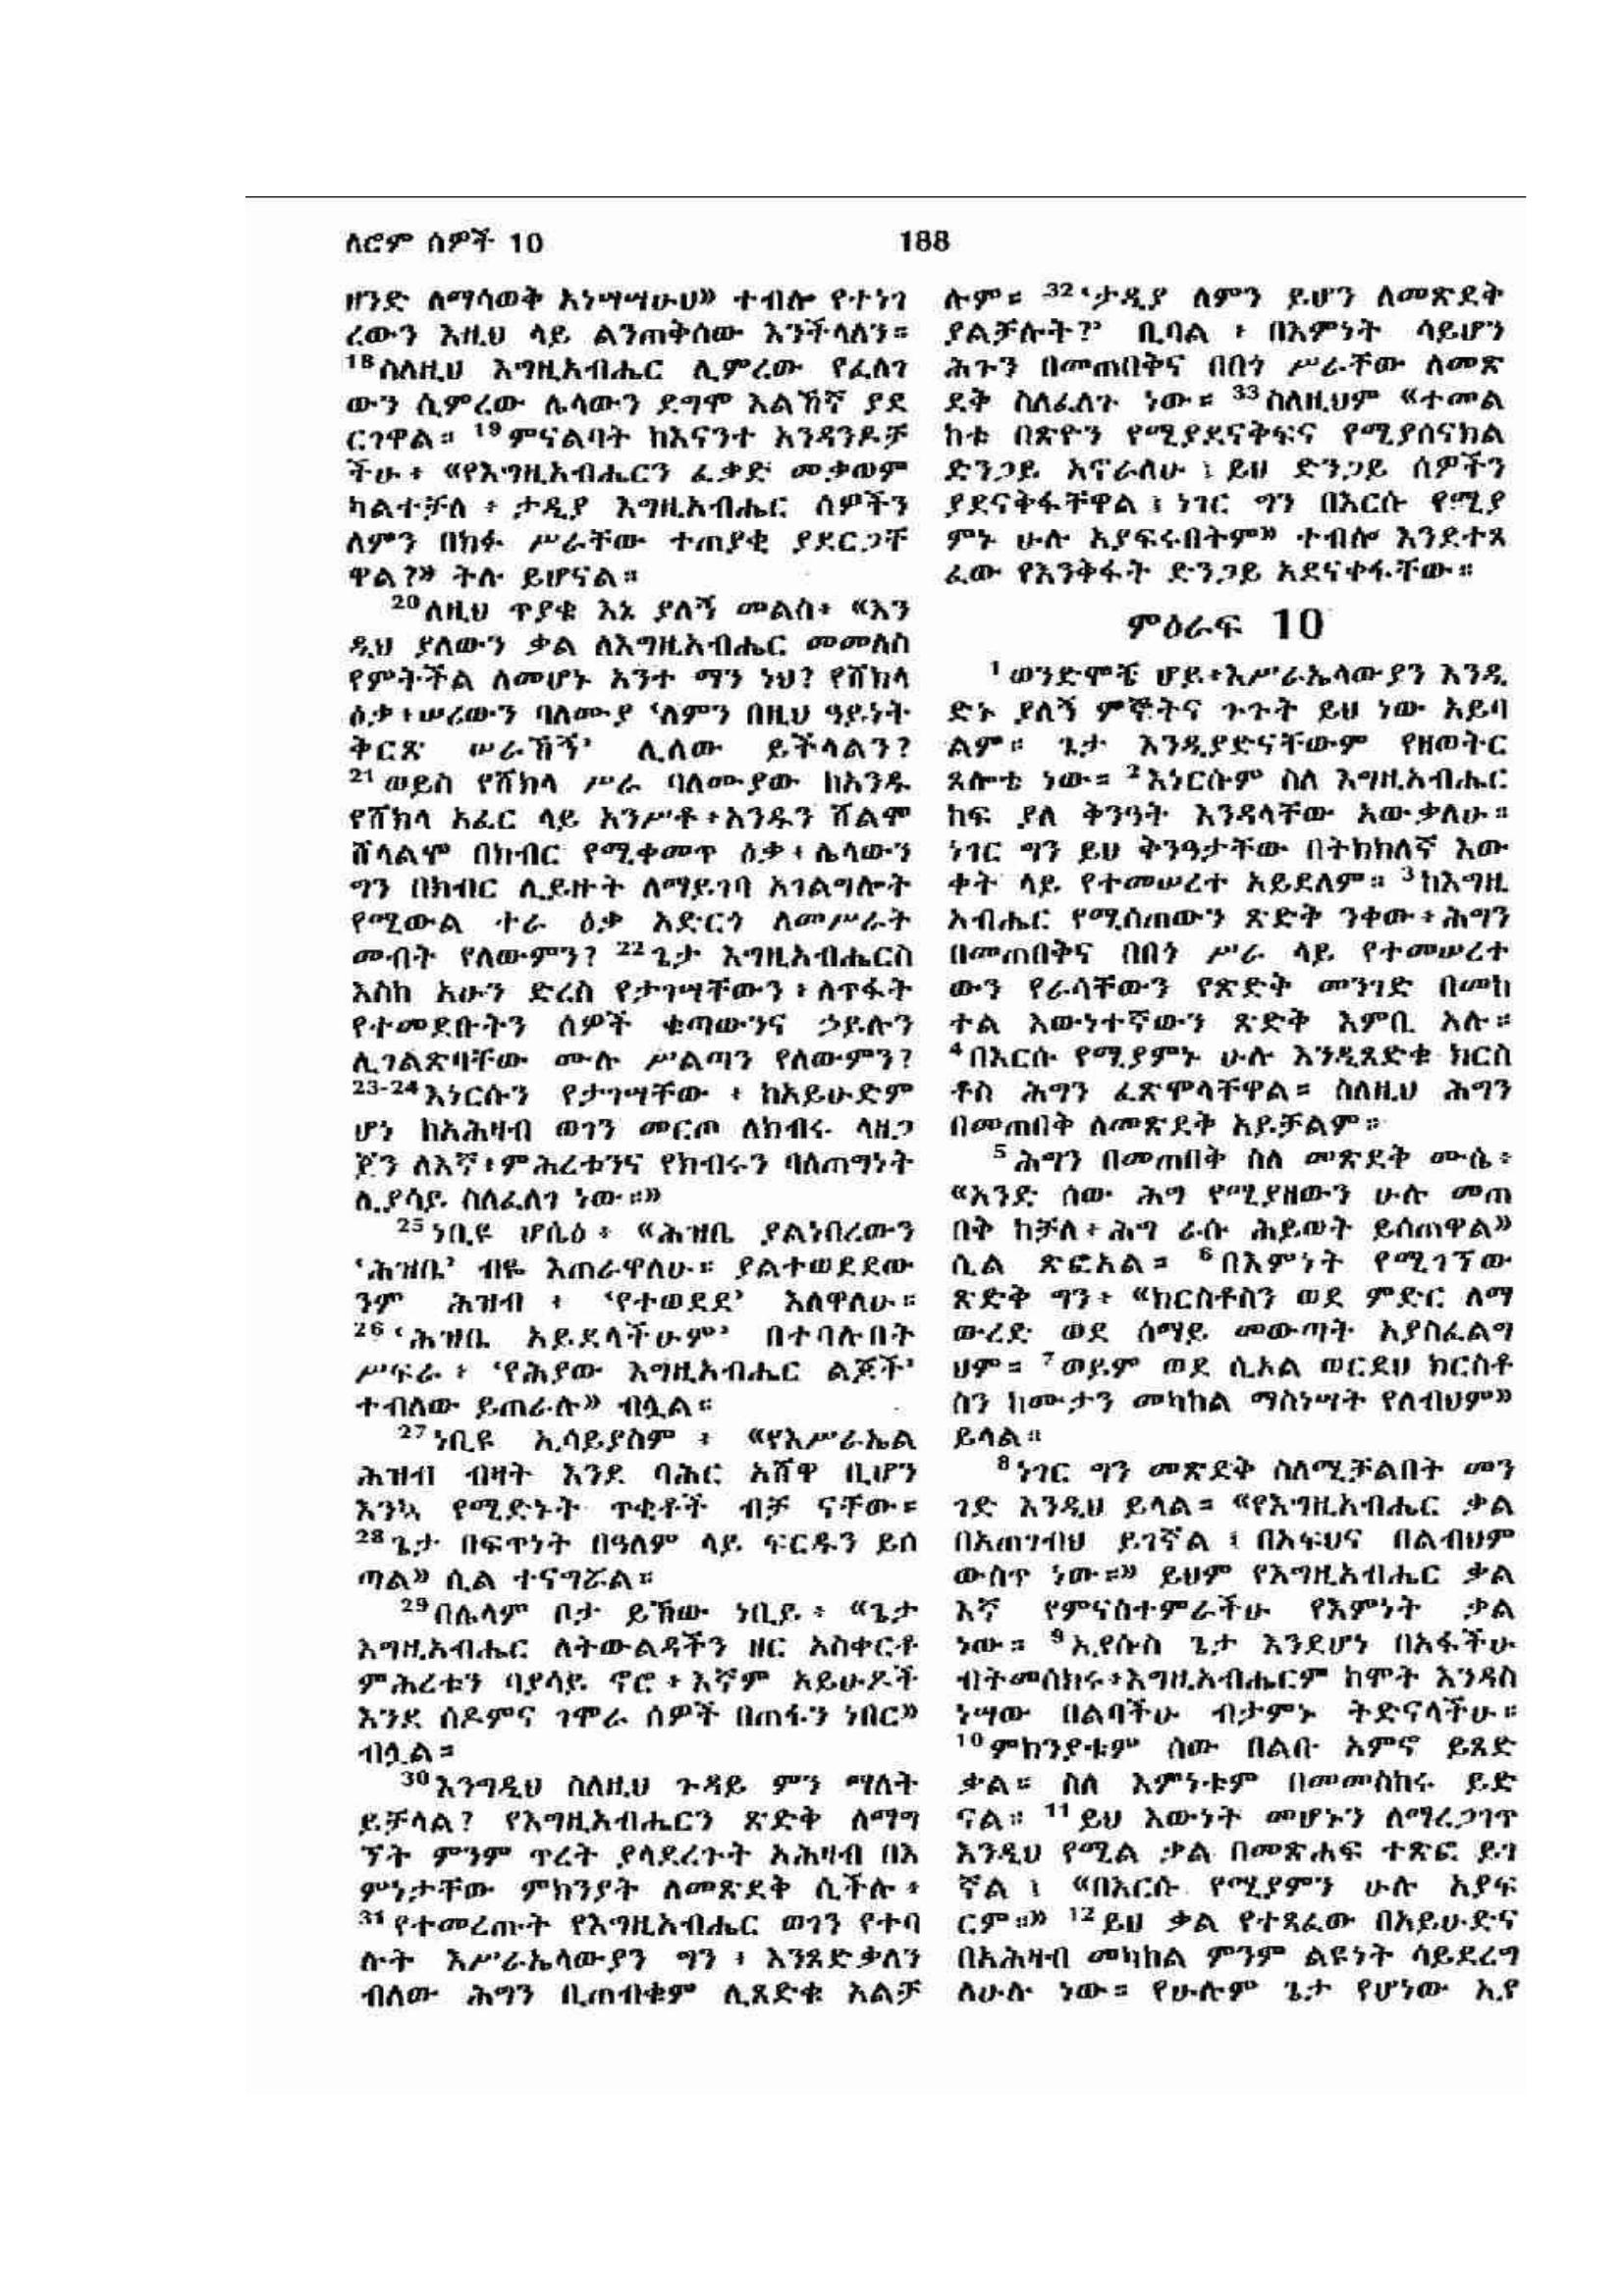 ለሮም ሰዎች 10
188
ዘንድ ለማሳወቅ አነሣሣሁህ» ተብሎ የተነገ
ረውን እዚህ ላይ ልንጠቅሰው እንችላለን።
18 ስለዚህ እግዚአብሔር ሊምረው የፈለገ
ውን ሲምረው ሌላውን ደግሞ እልኸኛ ያደ
ርገዋል። 19 ምናልባት ከእናንተ አንዳንዶቻ
ችሁ፥ «የእግዚአብሔርን ፈቃድ መቃወም
ካልተቻለ ፥ ታዲያ እግዚአብሔር ሰዎችን
ለምን በክፉ ሥራቸው ተጠያቂ ያደርጋቸ
ዋል?» ትሉ ይሆናል።
20 ለዚህ ጥያቄ እኔ ያለኝ መልስ፥ «እን
ዲህ ያለውን ቃል ለእግዚአብሔር መመለስ
የምትችል ለመሆኑ አንተ ማን ነህ? የሸክላ
ዕቃ፥ሠሪውን ባለሙያ ‘ለምን በዚህ ዓይነት
ቅርጽ ሠራኸኝ’ ሊለው ይችላልን?
21 ወይስ የሸክላ ሥራ ባለሙያው ከአንዱ
የሸክላ አፈር ላይ አንሥቶ፥አንዱን ሸልሞ
ሸላልሞ በክብር የሚቀመጥ ዕቃ፥ ሌላውን
ግን በክብር ሊይዙት ለማይገባ አገልግሎት
የሚውል ተራ ዕቃ አድርጎ ለመሥራት
መብት የለውምን? 22 ጌታ እግዚአብሔርስ
እስከ አሁን ድረስ የታገሣቸውን ፥ ለጥፋት
የተመደቡትን ሰዎች ቁጣውንና ኃይሉን
ሊገልጽባቸው ሙሉ ሥልጣን የለውምን?
23-24 እነርሱን የታገሣቸው ፥ ከአይሁድም
ሆነ ከአሕዛብ ወገን መርጦ ለክብሩ ላዘጋ
ጀን ለእኛ፥ምሕረቱንና የክብሩን ባለጠግነት
ሊያሳይ ስለፈለገ ነው።»
25 ነቢዩ ሆሴዕ፥ «ሕዝቤ ያልነበረውን
‘ሕዝቤ’ ብዬ እጠራዋለሁ። ያልተወደደው
ንም ሕዝብ ፥ ‘የተወደደ’ እለዋለሁ።
26 ‘ሕዝቤ አይደላችሁም’ በተባሉበት
ሥፍራ ፥ ‘የሕያው እግዚአብሔር ልጆች’
ተብለው ይጠራሉ» ብሏል።
27 ነቢዩ ኢሳይያስም ፥ «የእሥራኤል
ሕዝብ ብዛት እንደ ባሕር አሸዋ ቢሆን
እንኳ የሚድኑት ጥቂቶች ብቻ ናቸው።
28 ጌታ በፍጥነት በዓለም ላይ ፍርዱን ይሰ
ጣል» ሲል ተናግሯል።
29 በሌላም ቦታ ይኸው ነቢይ፥ «ጌታ
እግዚአብሔር ለትውልዳችን ዘር አስቀርቶ
ምሕረቱን ባያሳይ ኖሮ፥እኛም አይሁዶች
እንደ ሰዶምና ገሞራ ሰዎች በጠፋን ነበር»
ብሏል።
30 እንግዲህ ስለዚህ ጉዳይ ምን ማለት
ይቻላል? የእግዚአብሔርን ጽድቅ ለማግ
ኘት ምንም ጥረት ያላደረጉት አሕዛብ በእ
ምነታቸው ምክንያት ለመጽደቅ ሲችሉ፥
31 የተመረጡት የእግዚአብሔር ወገን የተባ
ሉት እሥራኤላውያን ግን ፥ እንጸድቃለን
ብለው ሕግን ቢጠብቁም ሊጸድቁ አልቻ
ሉም። 32 ‘ታዲያ ለምን ይሆን ለመጽደቅ
ያልቻሉት?’ ቢባል ፥ በእምነት ሳይሆን
ሕጉን በመጠበቅና በበጎ ሥራቸው ለመጽ
ደቅ ስለፈለጉ ነው። 33 ስለዚህም «ተመል
ከቱ በጽዮን የሚያደናቅፍና የሚያሰናክል
ድንጋይ አኖራለሁ ፤ ይህ ድንጋይ ሰዎችን
ያደናቅፋቸዋል ፤ ነገር ግን በእርሱ የሚያ
ምኑ ሁሉ አያፍሩበትም» ተብሎ እንደተጻ
ፈው የእንቅፋት ድንጋይ አደናቀፋቸው።
ምዕራፍ 10
1 ወንድሞቼ ሆይ፥እሥራኤላውያን እንዲ
ድኑ ያለኝ ምኞትና ጉጉት ይህ ነው አይባ
ልም። ጌታ እንዲያድናቸውም የዘወትር
ጸሎቴ ነው። 2 እነርሱም ስለ እግዚአብሔር
ከፍ ያለ ቅንዓት እንዳላቸው አውቃለሁ።
ነገር ግን ይህ ቅንዓታቸው በትክክለኛ እው
ቀት ላይ የተመሠረተ አይደለም። 3 ከእግዚ
አብሔር የሚሰጠውን ጽድቅ ንቀው፥ሕግን
በመጠበቅና በበጎ ሥራ ላይ የተመሠረተ
ውን የራሳቸውን የጽድቅ መንገድ በመከ
ተል እውነተኛውን ጽድቅ እምቢ አሉ።
4 በእርሱ የሚያምኑ ሁሉ እንዲጸድቁ ክርስ
ቶስ ሕግን ፈጽሞላቸዋል። ስለዚህ ሕግን
በመጠበቅ ለመጽደቅ አይቻልም።
5 ሕግን በመጠበቅ ስለ መጽደቅ ሙሴ፥
«አንድ ሰው ሕግ የሚያዘውን ሁሉ መጠ
በቅ ከቻለ፥ ሕግ ራሱ ሕይወት ይሰጠዋል»
ሲል ጽፎአል። 6 በእምነት የሚገኘው
ጽድቅ ግን፥ «ክርስቶስን ወደ ምድር ለማ
ውረድ ወደ ሰማይ መውጣት አያስፈልግ
ህም። 7 ወይም ወደ ሲኦል ወርደህ ክርስቶ
ስን ከሙታን መካከል ማስነሣት የለብህም»
ይላል።
8 ነገር ግን መጽደቅ ስለሚቻልበት መን
ገድ እንዲህ ይላል። «የእግዚአብሔር ቃል
በአጠገብህ ይገኛል ፤ በአፍህና በልብህም
ውስጥ ነው።» ይህም የእግዚአብሔር ቃል
እኛ የምናስተምራችሁ የእምነት ቃል
ነው። 9 ኢየሱስ ጌታ እንደሆነ በአፋችሁ
ብትመሰክሩ፥እግዚአብሔርም ከሞት እንዳስ
ነሣው በልባችሁ ብታምኑ ትድናላችሁ።
10 ምክንያቱም ሰው በልቡ አምኖ ይጸድ
ቃል። ስለ እምነቱም በመመስከሩ ይድ
ናል። 11 ይህ እውነት መሆኑን ለማረጋገጥ
እንዲህ የሚል ቃል በመጽሐፍ ተጽፎ ይገ
ኛል ፤ «በእርሱ የሚያምን ሁሉ አያፍ
ርም።» 12 ይህ ቃል የተጻፈው በአይሁድና
በአሕዛብ መካከል ምንም ልዩነት ሳይደረግ
ለሁሉ ነው። የሁሉም ጌታ የሆነው ኢየ